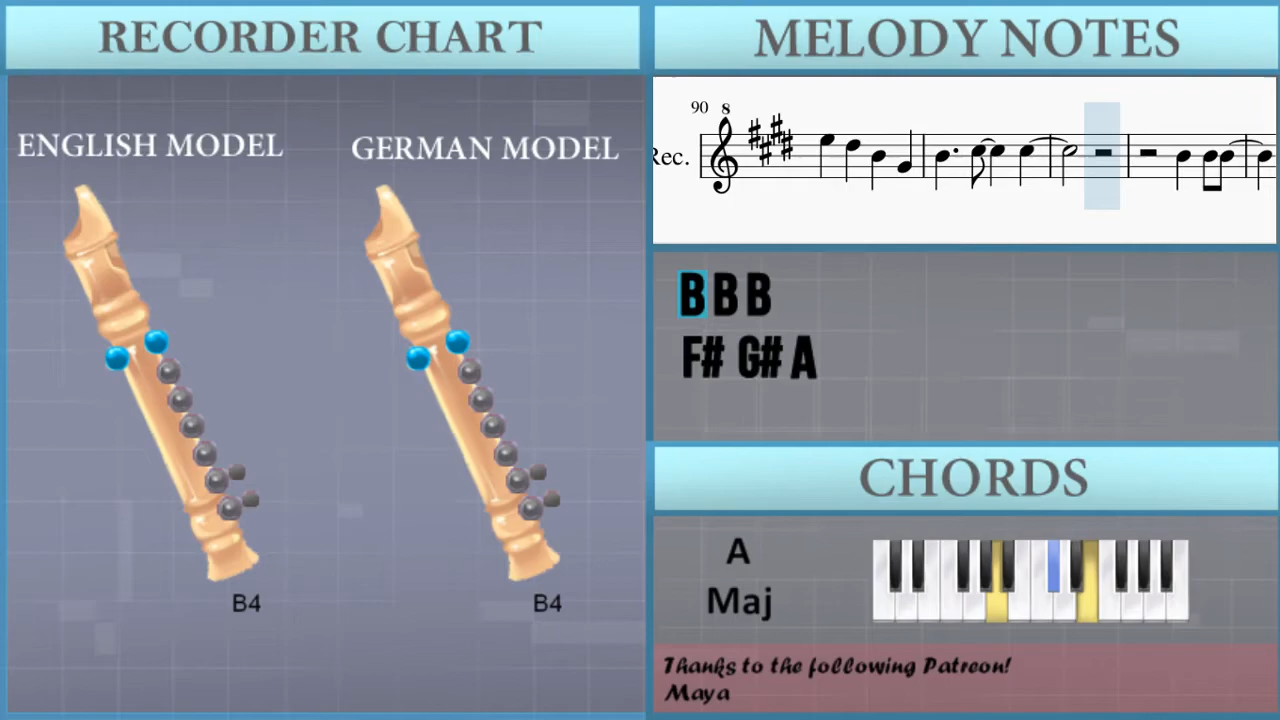 RECORDER CHART
MELODY NOTES
ENGLISH MODEL
GERMAN MODEL
90 8
Rec.
B B B
F# G# A
CHORDS
A
Maj
B4
B4
Thanks to the following Patreon!
Maya